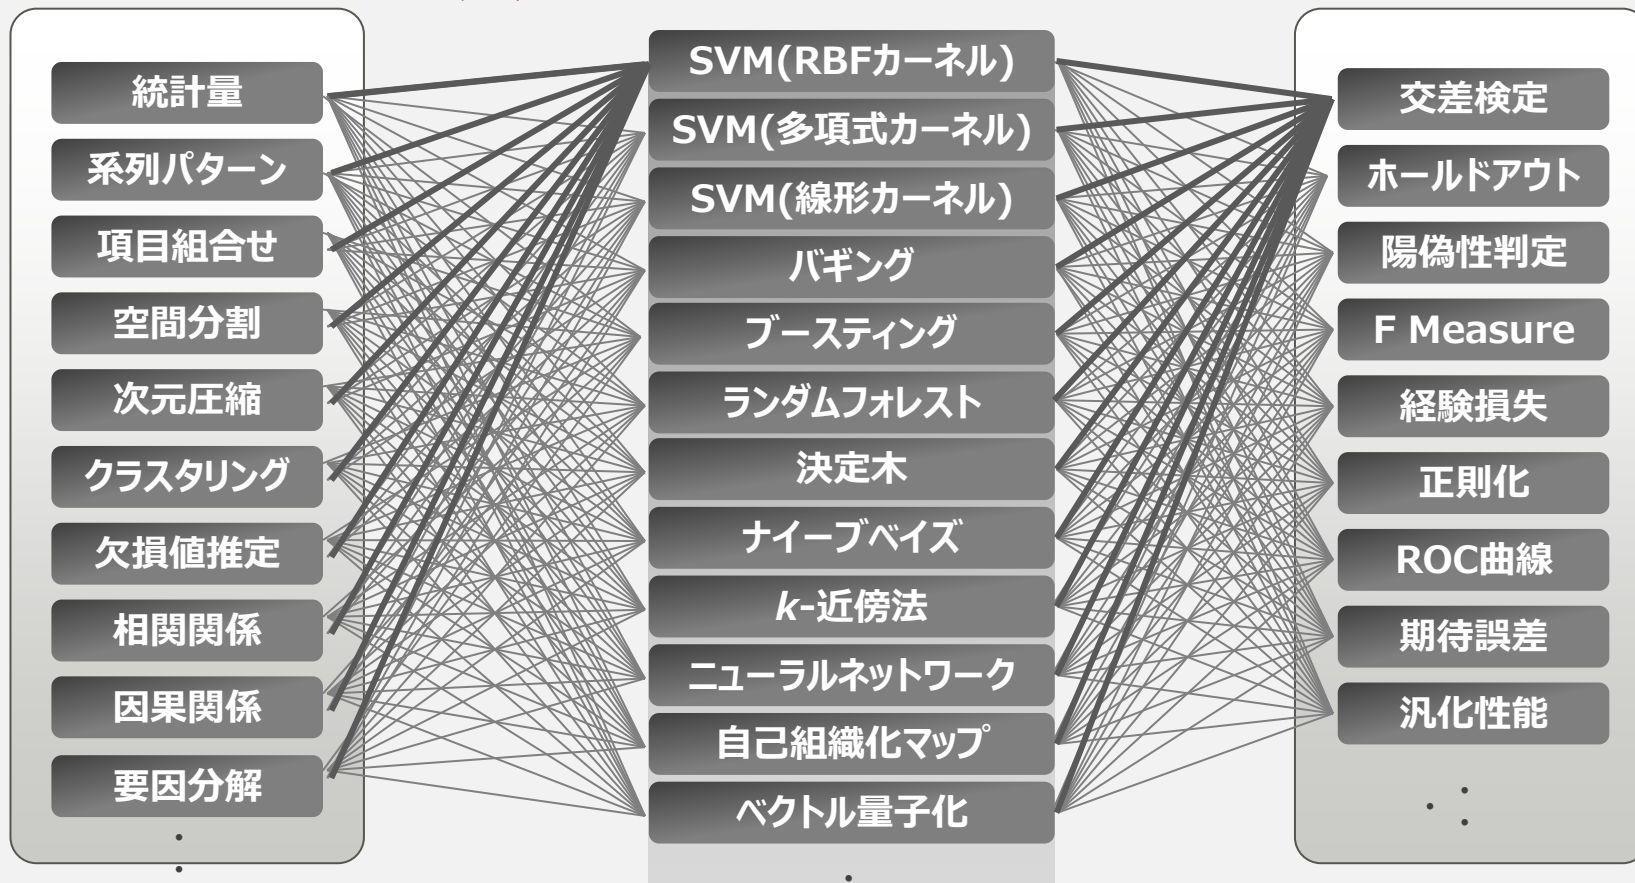 統計量
系列パターン
項目組合せ
空間分割
次元圧縮
クラスタリング
欠損値推定
相関関係
因果関係
要因分解
SVM(RBFカーネル)
SVM(多項式カーネル)
SVM(線形カーネル)
バギング
ブースティング
ランダムフォレスト
決定木
ナイーブベイズ
k-近傍法
ニューラルネットワーク
自己組織化マップ
ベクトル量子化
交差検定
ホールドアウト
陽偽性判定
F Measure
経験損失
正則化
ROC曲線
期待誤差
汎化性能